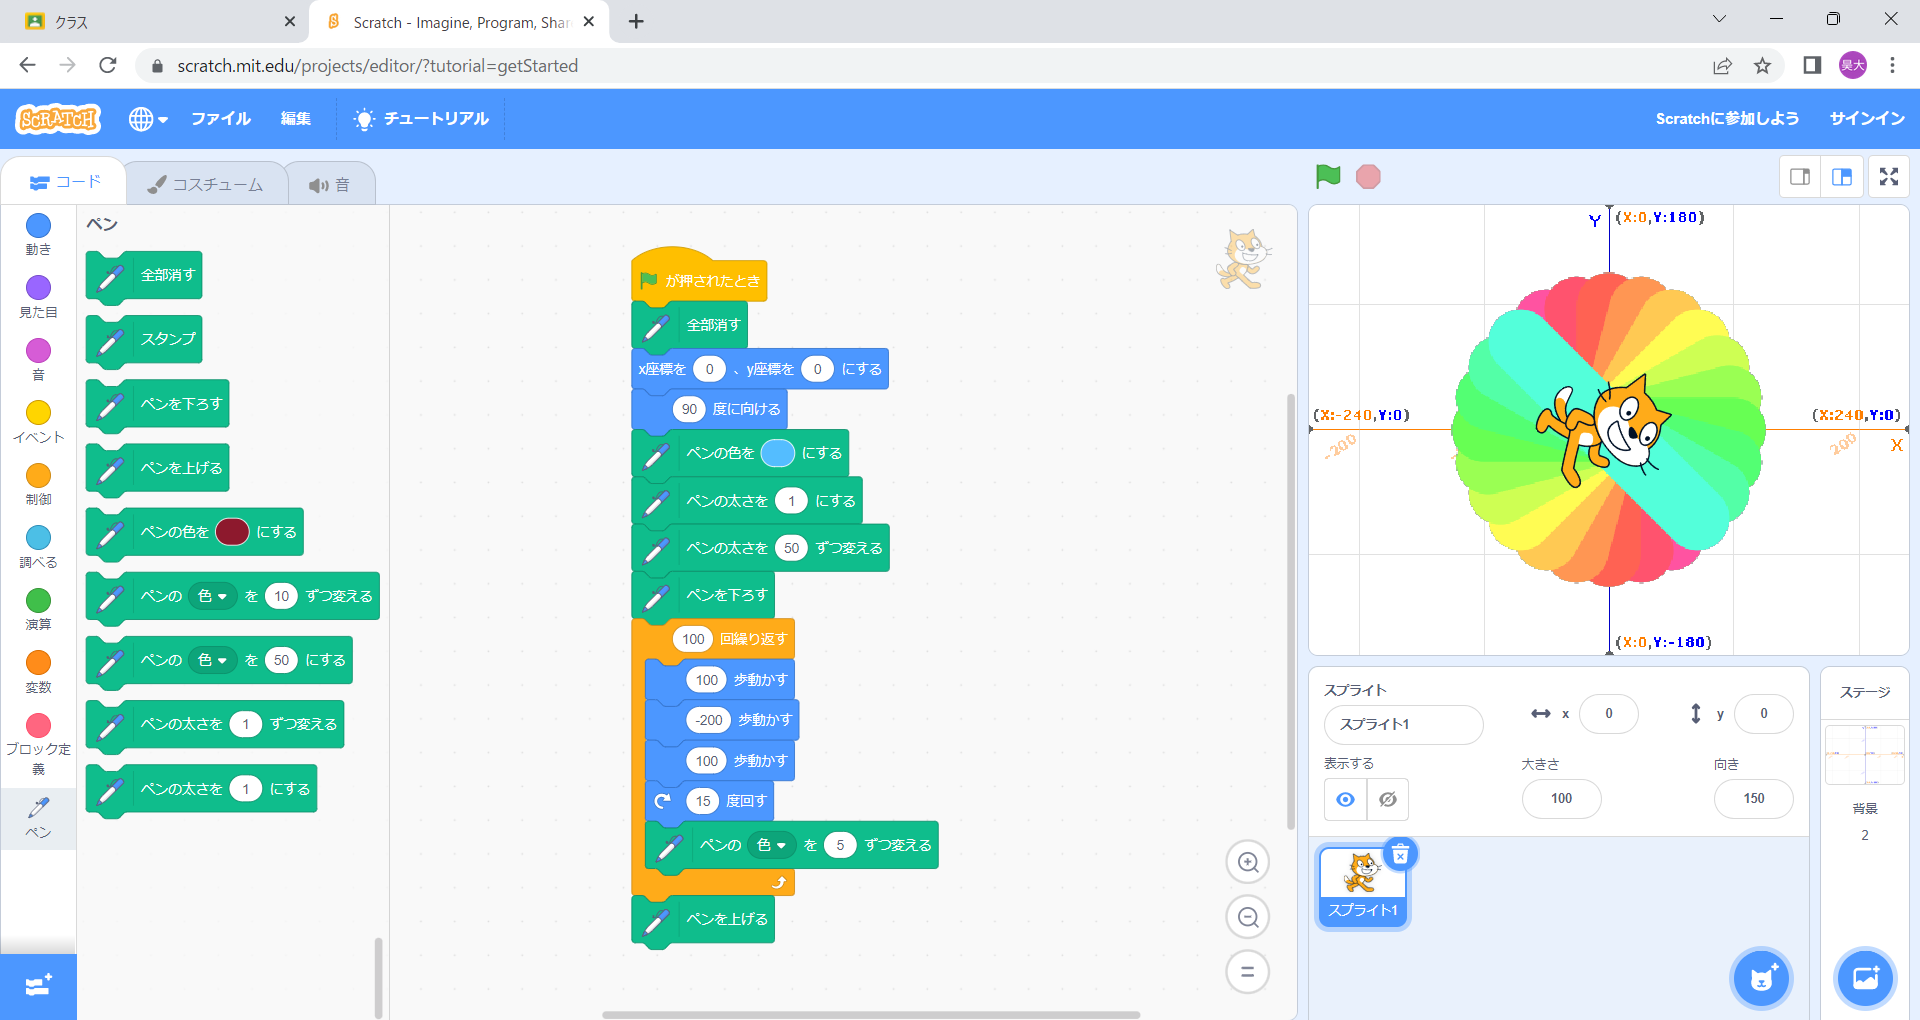 クラス
Scratch - Imagine, Program, Shar
scratch.mit.edu/projects/editor/?tutorial=getStarted
昊大
SCRATCH
ファイル
編集
チュートリアル
Scratchに参加しよう
サインイン
コード
コスチューム
音
動き
見た目
音
イベント
制御
調べる
演算
変数
ブロック定
義
ペン
ペン
全部消す
スタンプ
ペンを下ろす
ペンを上げる
ペンの色を にする
ペンの 色 を 10 ずつ変える
ペンの 色 を 50 にする
ペンの太さを 1 ずつ変える
ペンの太さを 1 にする
が押されたとき
全部消す
x座標を 0 、y座標を 0 にする
90 度に向ける
ペンの色を にする
ペンの太さを 1 にする
ペンの太さを 50 ずつ変える
ペンを下ろす
100 回繰り返す
100 歩動かす
-200 歩動かす
100 歩動かす
15 度回す
ペンの 色 を 5 ずつ変える
ペンを上げる
Y (X:0,Y:180)
(X:-240,Y:0)
(X:240,Y:0)
-200
200
X
(X:0,Y:-180)
スプライト
スプライト1
x 0
y 0
表示する
大きさ
100
向き
150
スプライト1
ステージ
背景
2